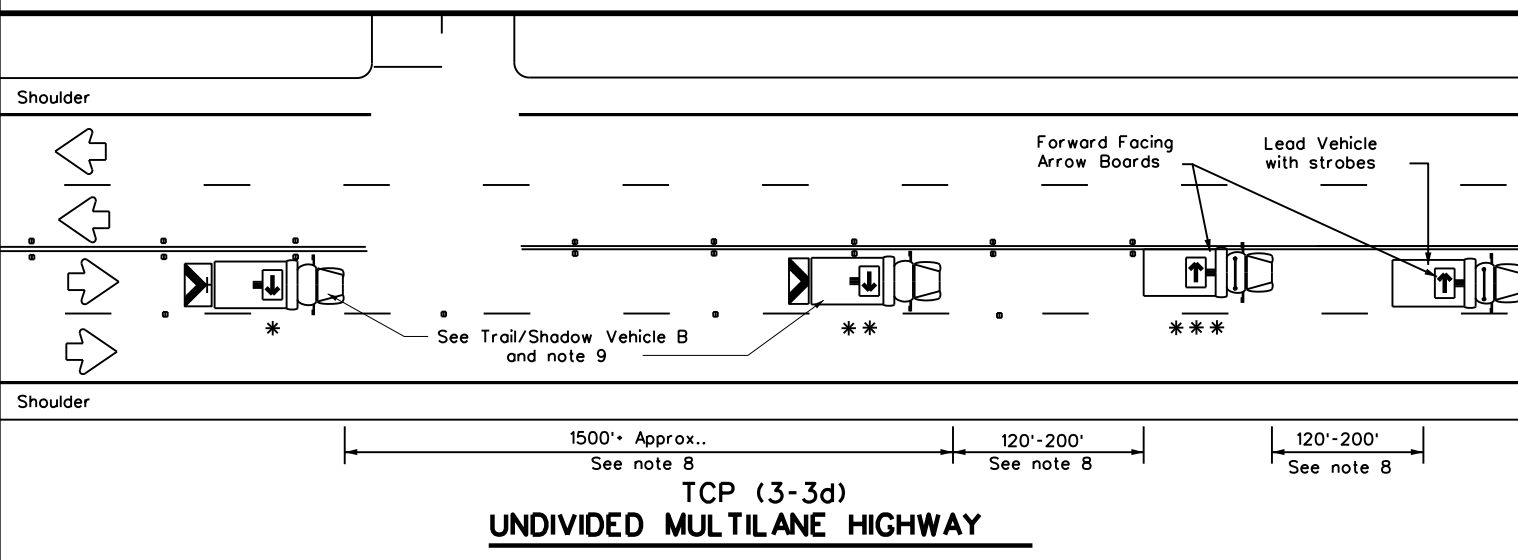 Shoulder
Forward Facing
Arrow Boards
Lead Vehicle
with strobes
*
* *
* * *
See Trail/Shadow Vehicle B
and note 9
Shoulder
1500'+ Approx..
See note 8
120'-200'
See note 8
120'-200'
See note 8
TCP (3-3d)
UNDIVIDED MULTILANE HIGHWAY